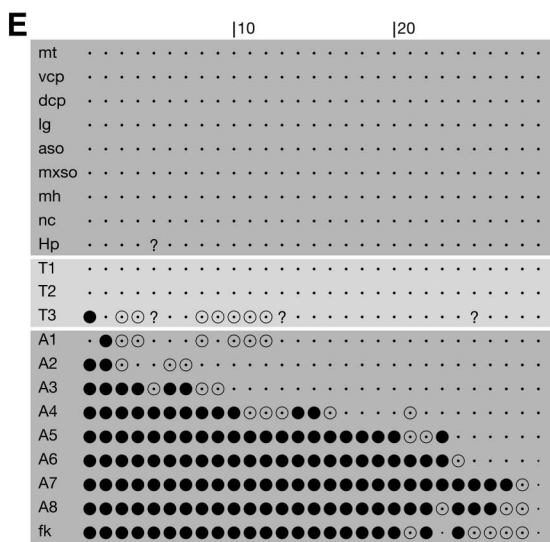 E
|10 |20
mt
vcp
dcp
lg
aso
mxso
mh
nc
Hp ?
T1
T2
T3 ? ? ?
A1
A2
A3
A4
A5
A6
A7
A8
fk